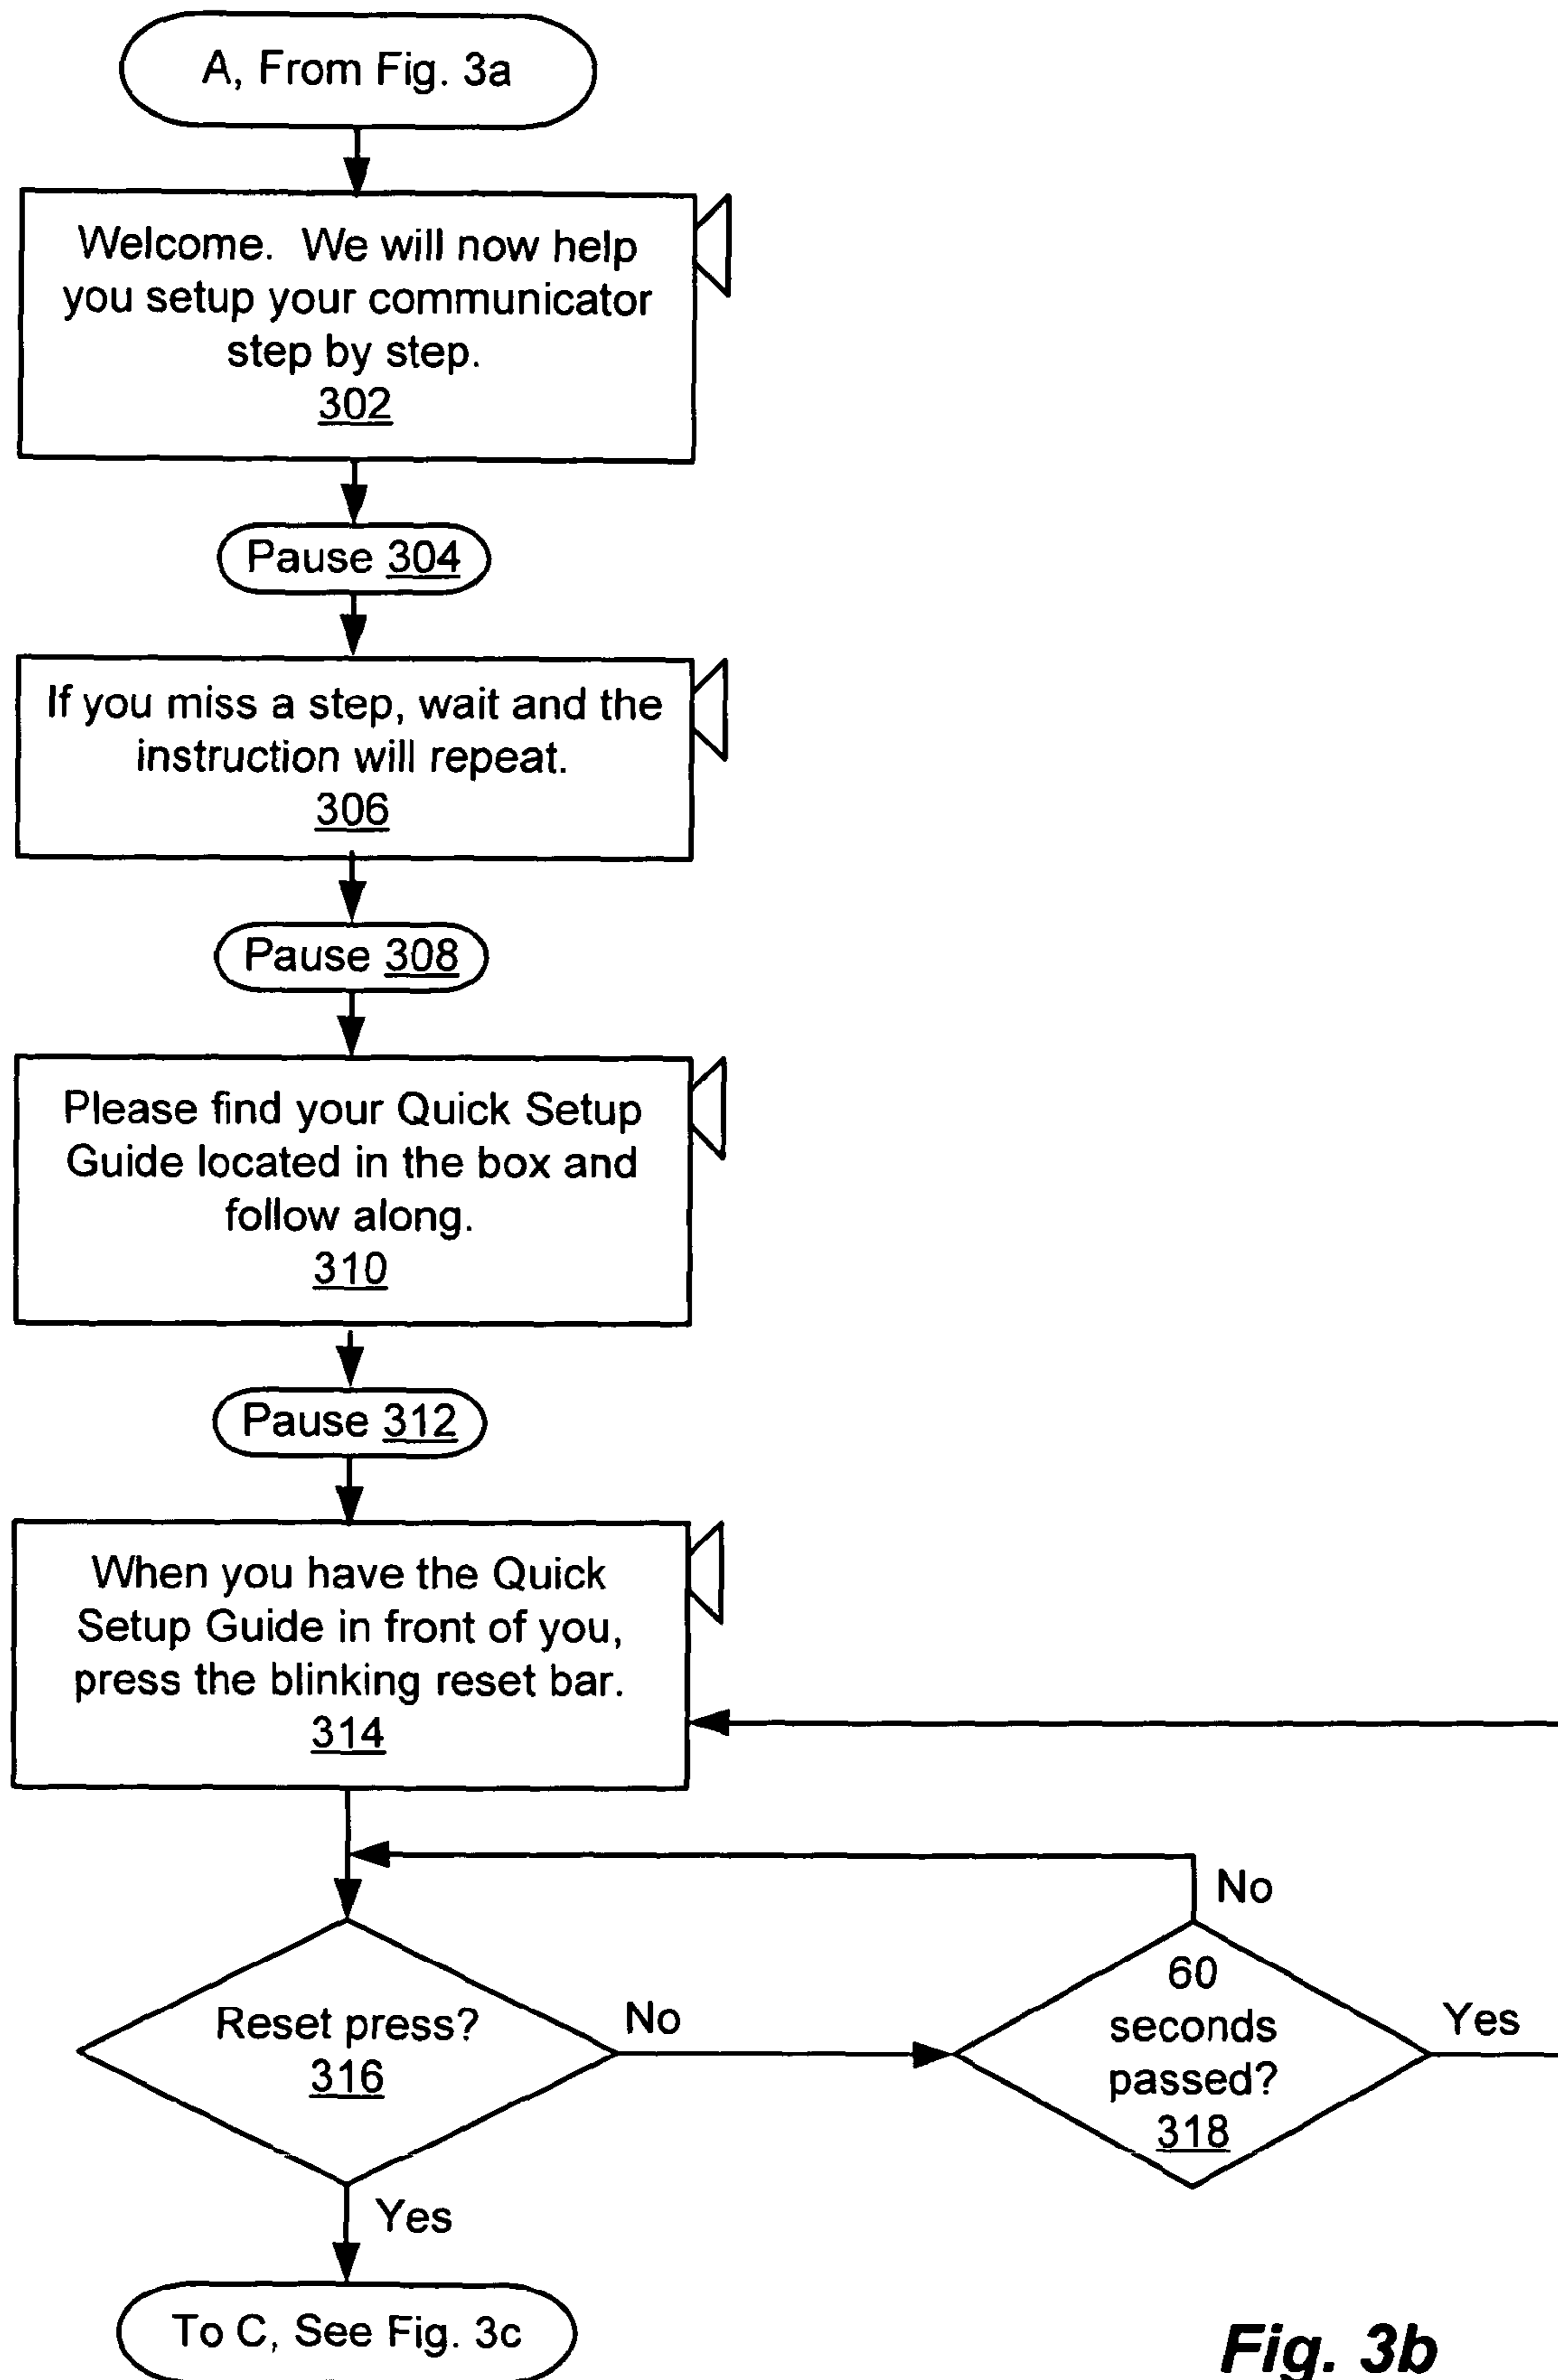 A, From Fig. 3a
Welcome. We will now help
you setup your communicator
step by step.
302
Pause 304
If you miss a step, wait and the
instruction will repeat.
306
Pause 308
Please find your Quick Setup
Guide located in the box and
follow along.
310
Pause 312
When you have the Quick
Setup Guide in front of you,
press the blinking reset bar.
314
No
Reset press?
316
No
60
seconds
passed?
318
Yes
Yes
To C, See Fig. 3c
Fig. 3b